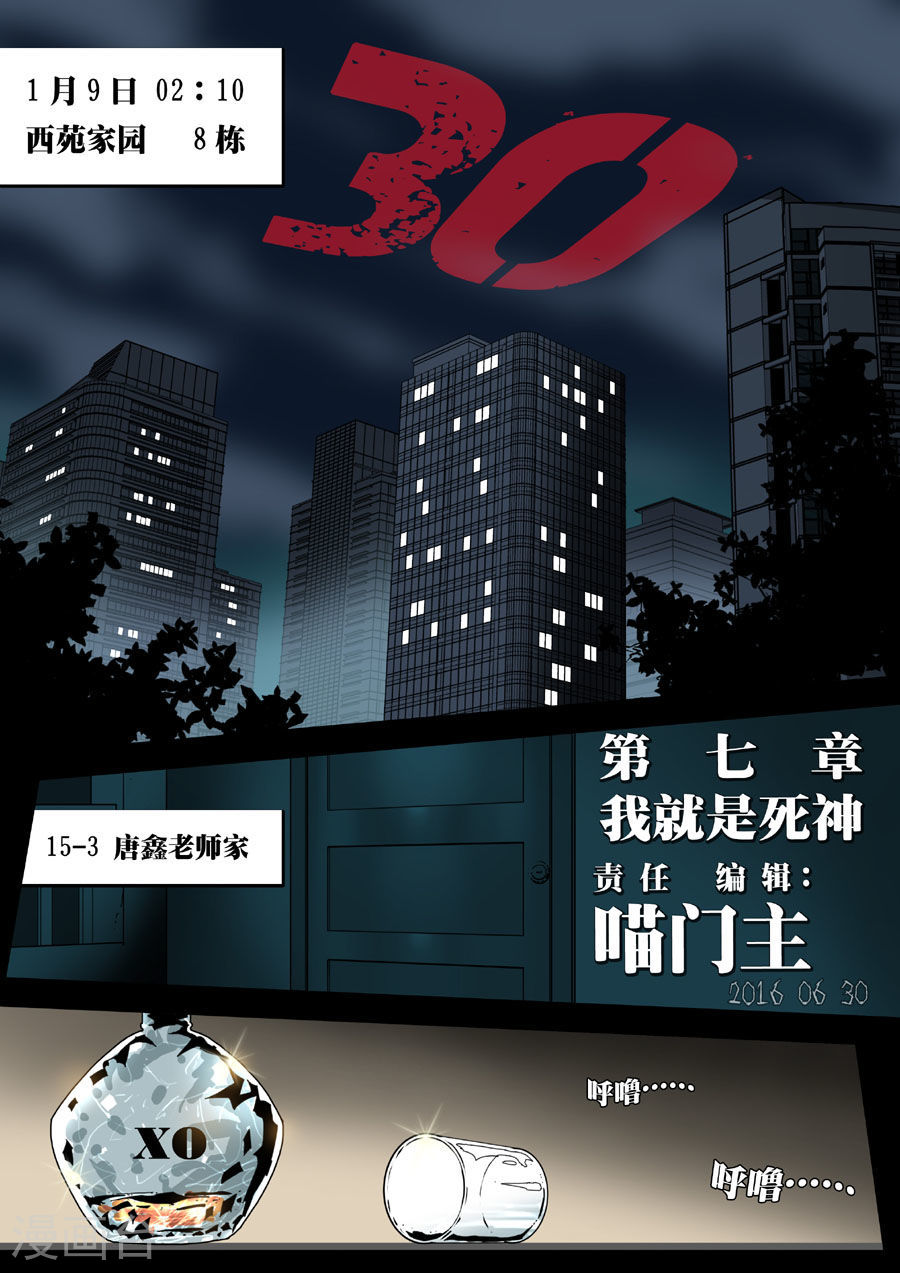 1月9日 02：10
西苑家园 8栋
30
第七章
我就是死神
责任 编辑：
喵门主
2016 06 30
15-3 唐鑫老师家
XO
呼噜……
呼噜……
漫画台